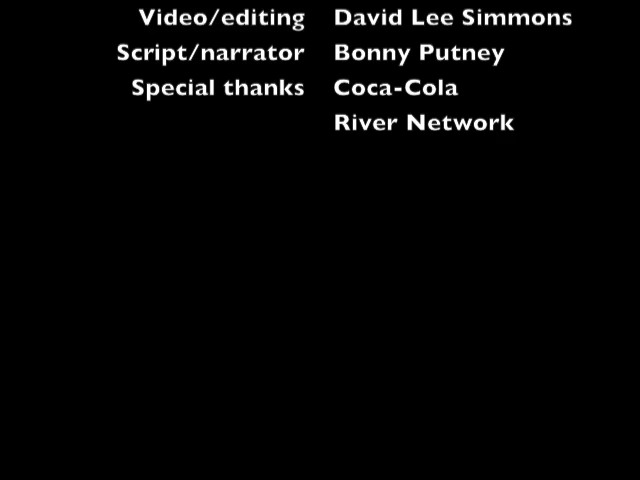 Video/editing David Lee Simmons
Script/narrator Bonny Putney
Special thanks Coca-Cola
River Network